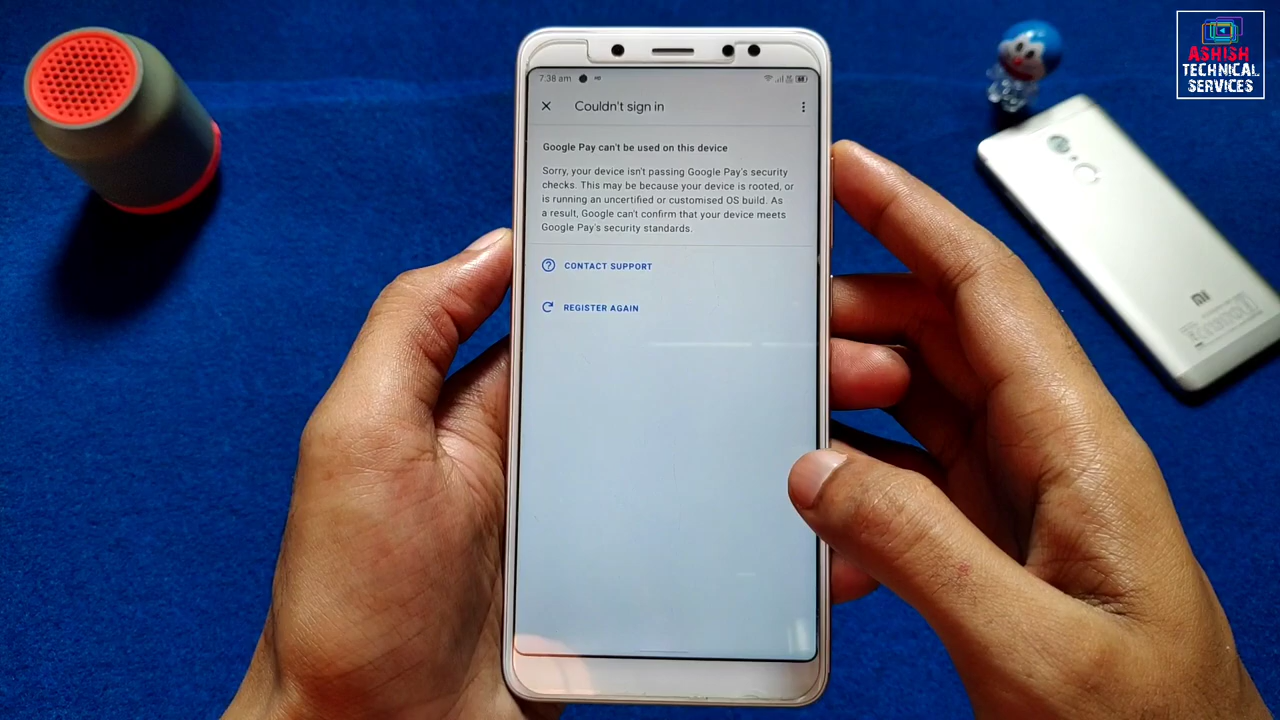 7:38 am
Couldn't sign in
Google Pay can't be used on this device
Sorry, your device isn't passing Google Pay's security
checks. This may be because your device is rooted, or
is running an uncertified or customised OS build. As
a result, Google can't confirm that your device meets
Google Pay's security standards.
CONTACT SUPPORT
REGISTER AGAIN
ASHISH
TECHNICAL
SERVICES
mi